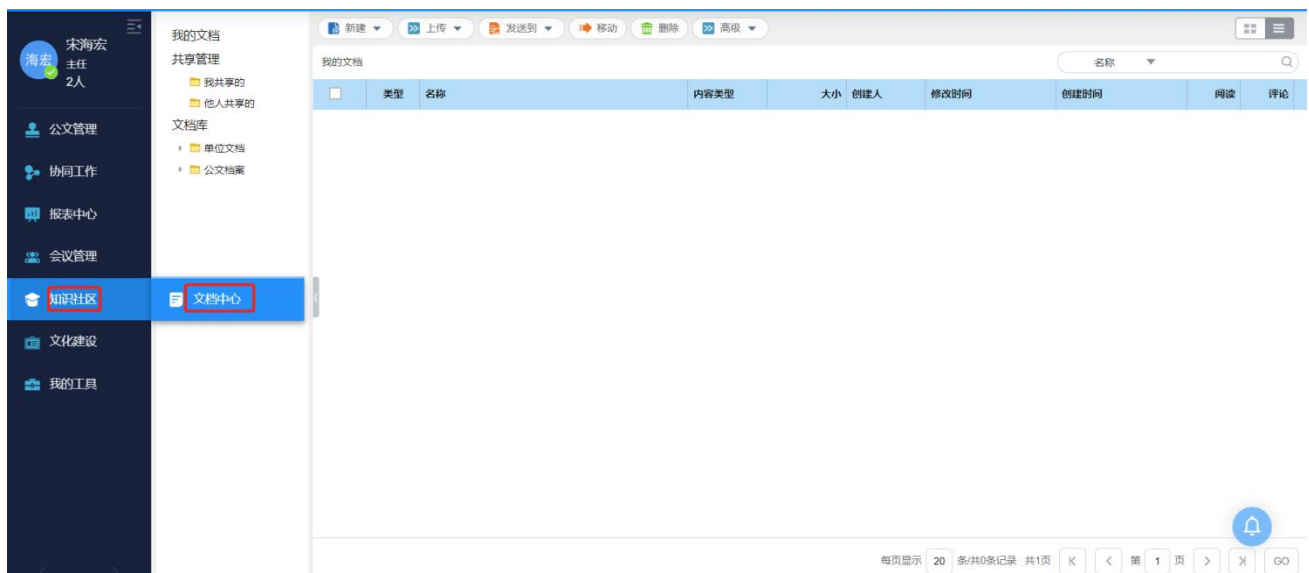 宋海宏
海宏
主任
2人
公文管理
协同工作
报表中心
会议管理
知识社区
文化建设
我的工具
我的文档
共享管理
我共享的
他人共享的
文档库
单位文档
公文档案
文档中心
新建 上传 发送到 移动 删除 高级
我的文档 名称
类型 名称 内容类型 大小 创建人 修改时间 创建时间 阅读 评论
每页显示 20 条/共0条记录 共1页 第 1 页 GO